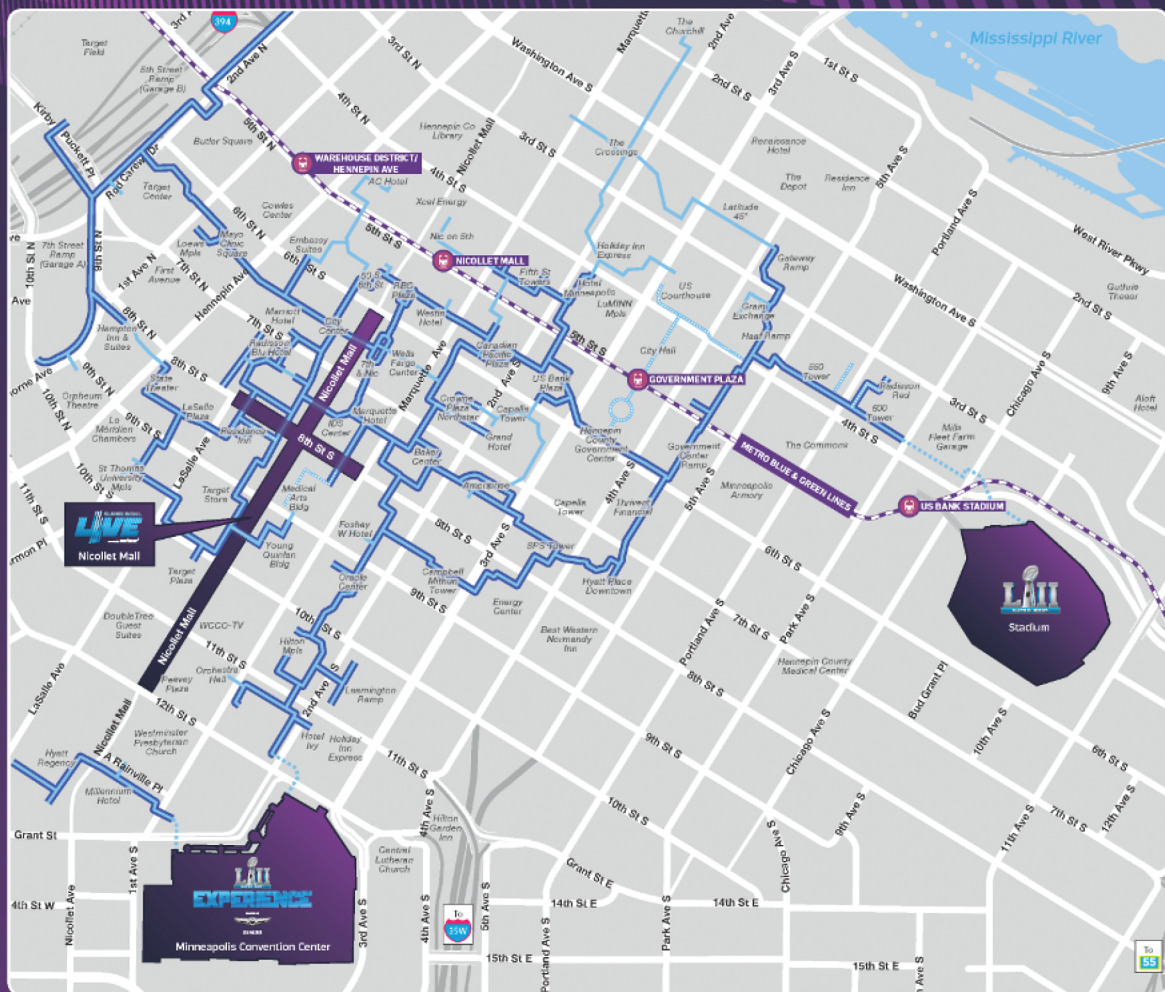 394
3rd Av
Target
Field
5th Street
Ramp
(Garage B)
2nd Ave N
3rd St N
Washington Ave S
Marquette
The
Churchill
2nd Ave
3rd Ave S
1st St S
2nd St S
Mississippi River
Kirby Puckett Pl
Butler Square
4th St N
5th St N
Hennepin Co
Library
Nicollet Mall
3rd St S
The
Crossings
Renaissance
Hotel
5th Ave S
Rod Carew Dr
Target
Center
WAREHOUSE DISTRICT/
HENNEPIN AVE
AC Hotel
4th St S
The
Depot
Residence
Inn
Portland Ave S
Cowles
Center
Xcel Energy
Latitude
45°
West River Pkwy
10th St N
7th Street
Ramp
(Garage A)
N 1S 4t6
Loews
Mpls
Mayo
Clinic
Square
6th St N
Embassy
Suites
5th St S
Nic on 5th
NICOLLET MALL
Holiday Inn
Express
Gateway
Ramp
Washington Ave S
2nd St S
Guthrie
Theater
1st Ave N
First
Avenue
7th St N
Hennepin Ave
6th St S
RBC
Plaza
Fifth St
Towers
Hotel
Minneapolis
LuMINN
Mpls
US
Courthouse
Grain
Exchange
Haaf Ramp
Ave
Hampton
Inn &
Suites
8th St N
Marriott
Hotel
7th St S
City
Center
Westin
Hotel
5th St S
City Hall
Radisson
Blu Hotel
Nicollet Mall
7th
& Nic
Wells
Fargo
Center
Marquette Ave
Canadian
Pacific
Plaza
2nd Ave S
US Bank
Plaza
GOVERNMENT PLAZA
Radisson
Red
600
Tower
3rd St S
Chicago Ave S
9th Ave S
Aloft
Hotel
9th St N
10th St N
8th St S
State
Theater
Orpheum
Theatre
Le
Méridien
Chambers
LaSalle
Plaza
Residence
Inn
IDS
Center
Marquette
Hotel
Crowne
Plaza
Northstar
Capella
Tower
Grand
Hotel
Hennepin
County
Government
Center
4th St S
Mills
Fleet Farm
Garage
The Commons
9th St S
LaSalle Ave
8th St S
Baker
Center
Government
Center
Ramp
METRO BLUE & GREEN LINES
St Thomas
University
Mpls
10th St S
Target
Store
Medical
Arts
Bldg
Ameriprise
4th Ave S
5th Ave S
Minneapolis
Armory
11th St S
Capella
Tower
Thrivent
Financial
US BANK STADIUM
LIVE
Nicollet Mall
Foshay
W Hotel
8th St S
3rd Ave S
SPS Tower
6th St S
Young
Quinlan
Bldg
Target
Plaza
Oracle
Center
Campbell
Mithun
Tower
9th St S
Hyatt Place
Downtown
LII
Stadium
DoubleTree
Guest
Suites
WCCO-TV
Nicollet Mall
10th St S
Energy
Center
Best Western
Normandy
Inn
Portland Ave S
7th St S
Park Ave S
Hilton
Mpls
11th St S
Orchestra
Hall
2nd Ave S
Leamington
Ramp
Hennepin County
Medical Center
8th St S
Bud Grant Pl
LaSalle Ave
Peavey
Plaza
12th St S
Nicollet Mall
Westminster
Presbyterian
Church
Hotel
Ivy
Holiday
Inn
Express
9th St S
Chicago Ave S
10th Ave S
6th St S
Hyatt
Regency
A Rainville Pl
Millennium
Hotel
11th St S
10th St S
9th Ave S
11th Ave S
7th St S
12th Ave S
Grant St
4th Ave S
Hilton
Garden
Inn
Central
Lutheran
Church
Grant St E
Chicago Ave S
LII
EXPERIENCE
Minneapolis Convention Center
4th St W
Nicollet Ave
1st Ave S
3rd Ave S
4th Ave S
To
35W
5th Ave S
14th St E
14th St E
Portland Ave S
Park Ave S
15th St E
15th St E
Ave S
To
55